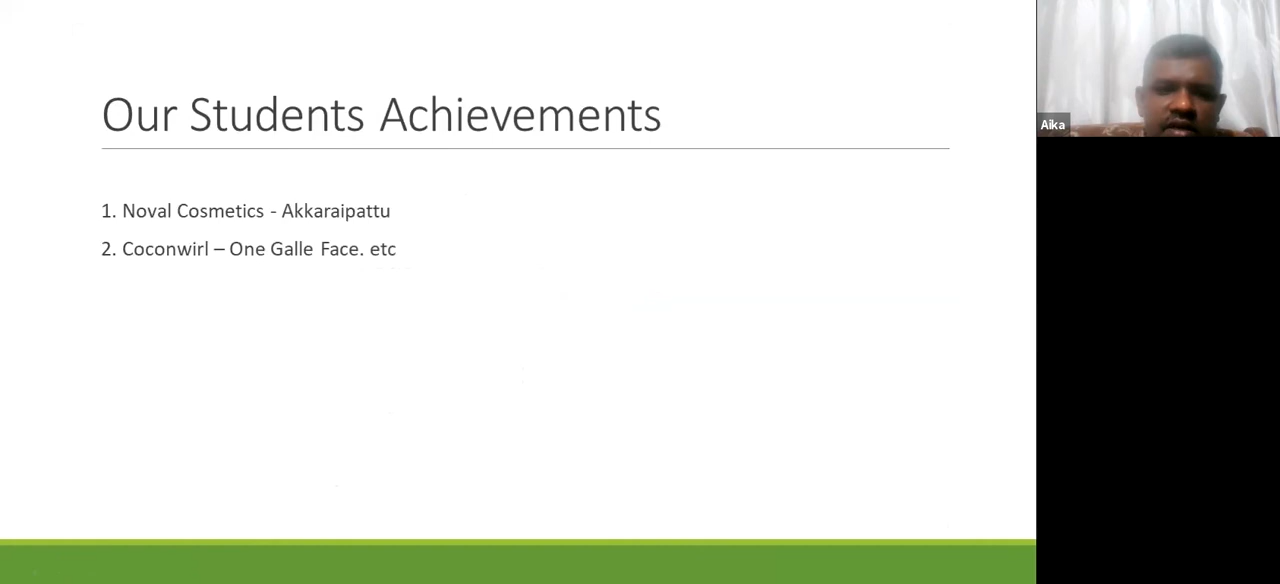 Our Students Achievements
1. Noval Cosmetics - Akkaraipattu
2. Coconwirl – One Galle Face. etc
Aika